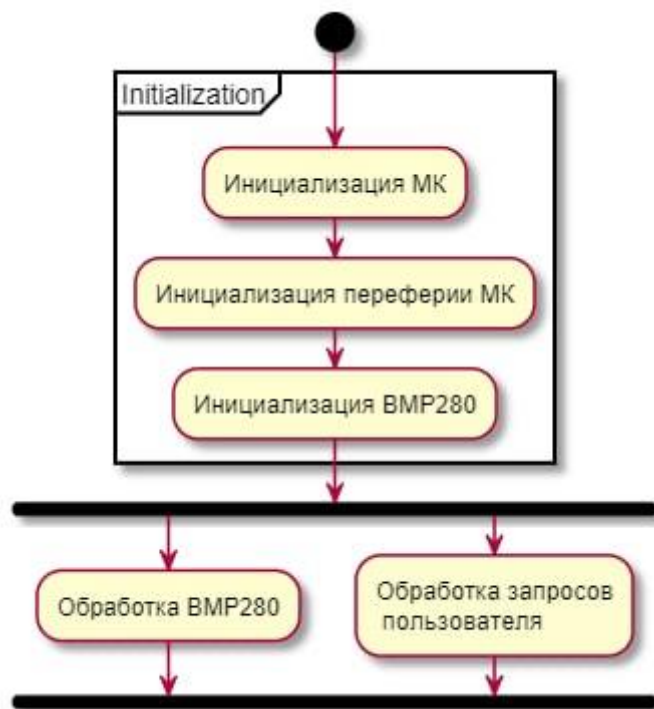 Initialization
Инициализация МК
Инициализация переферии МК
Инициализация BMP280
Обработка BMP280
Обработка запросов
пользователя